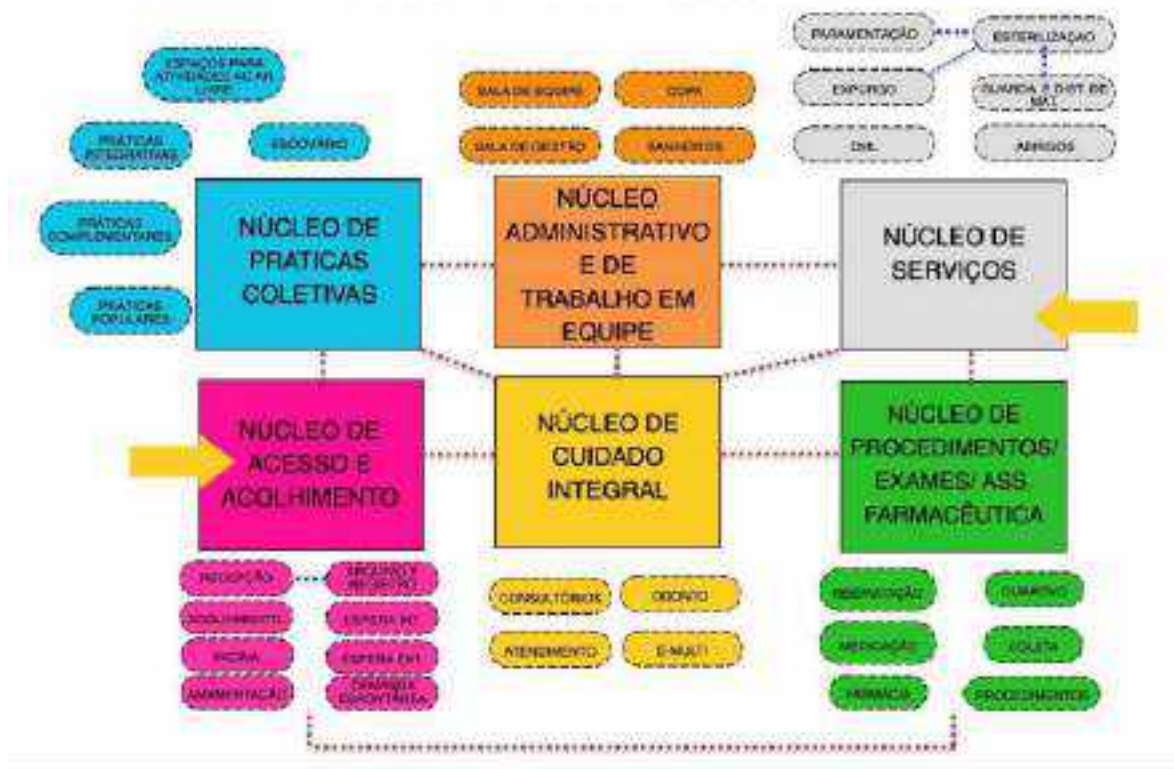 PARAMENTAÇÃO
ESTERILIZAÇÃO
EXPURGO
GUARDA E DIST. DE
MAT.
DML
ABRIGOS
ESPAÇOS PARA
ATIVIDADES AO AR
LIVRE
PRÁTICAS
INTEGRATIVAS
ESCOVÁRIO
PRÁTICAS
COMPLEMENTARES
PRÁTICAS
POPULARES
SALA DE EQUIPE
COPA
SALA DE GESTÃO
SANITÁRIOS
NÚCLEO DE
PRATICAS
COLETIVAS
NÚCLEO
ADMINISTRATIVO
E DE
TRABALHO EM
EQUIPE
NÚCLEO DE
SERVIÇOS
NÚCLEO DE
ACESSO E
ACOLHIMENTO
NÚCLEO DE
CUIDADO
INTEGRAL
NÚCLEO DE
PROCEDIMENTOS/
EXAMES/ ASS.
FARMACÊUTICA
RECEPÇÃO
ARQUIVO E
REGISTRO
ACOLHIMENTO
ESPERA INT
ESPERA EXT
AMAMENTAÇÃO
DEMANDA
ESPONTÂNEA
CONSULTÓRIOS
ODONTO
ATENDIMENTO
E-MULTI
CURATIVO
MEDICAÇÃO
COLETA
FARMÁCIA
PROCEDIMENTOS